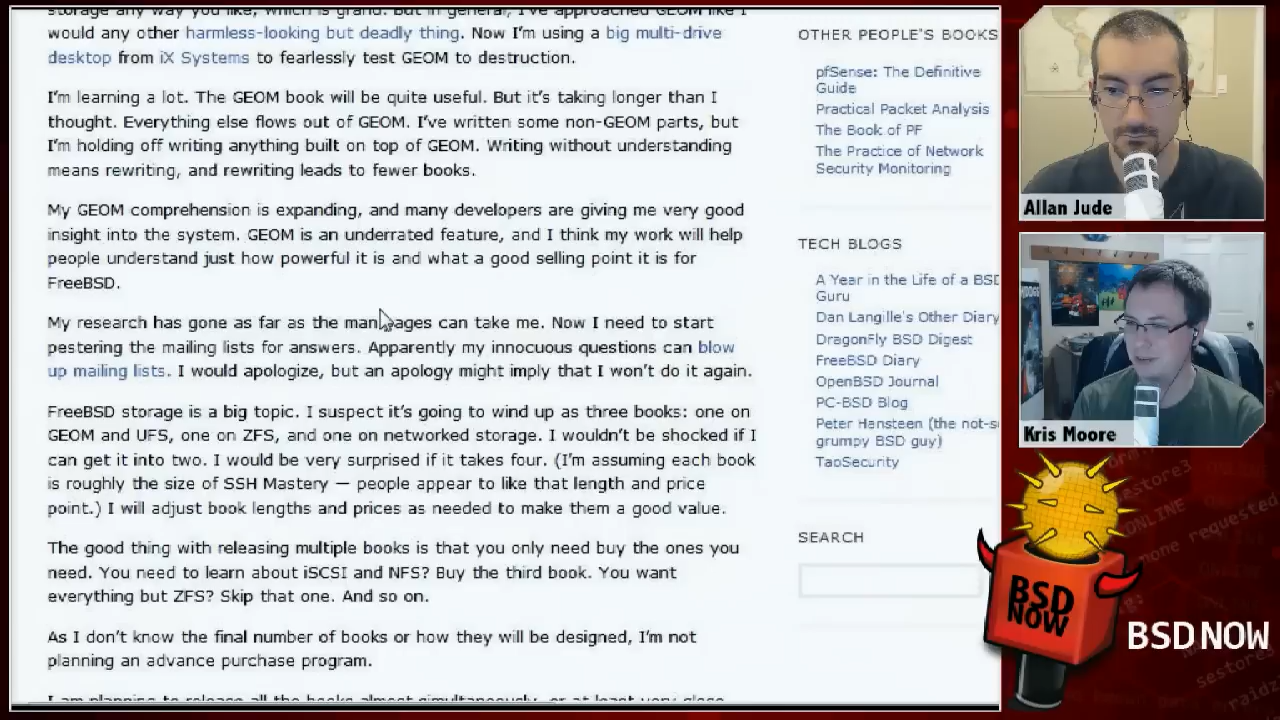 storage any way you like, which is grand. But in general, I've approached GEOM like I
would any other harmless-looking but deadly thing. Now I'm using a big multi-drive
desktop from iX Systems to fearlessly test GEOM to destruction.
I'm learning a lot. The GEOM book will be quite useful. But it's taking longer than I
thought. Everything else flows out of GEOM. I've written some non-GEOM parts, but
I'm holding off writing anything built on top of GEOM. Writing without understanding
means rewriting, and rewriting leads to fewer books.
My GEOM comprehension is expanding, and many developers are giving me very good
insight into the system. GEOM is an underrated feature, and I think my work will help
people understand just how powerful it is and what a good selling point it is for
FreeBSD.
My research has gone as far as the man pages can take me. Now I need to start
pestering the mailing lists for answers. Apparently my innocuous questions can blow
up mailing lists. I would apologize, but an apology might imply that I won't do it again.
FreeBSD storage is a big topic. I suspect it's going to wind up as three books: one on
GEOM and UFS, one on ZFS, and one on networked storage. I wouldn't be shocked if I
can get it into two. I would be very surprised if it takes four. (I'm assuming each book
is roughly the size of SSH Mastery — people appear to like that length and price
point.) I will adjust book lengths and prices as needed to make them a good value.
The good thing with releasing multiple books is that you only need buy the ones you
need. You need to learn about iSCSI and NFS? Buy the third book. You want
everything but ZFS? Skip that one. And so on.
As I don't know the final number of books or how they will be designed, I'm not
planning an advance purchase program.
I am planning to release all the books almost simultaneously, or at least very close
OTHER PEOPLE'S BOOKS
pfSense: The Definitive
Guide
Practical Packet Analysis
The Book of PF
The Practice of Network
Security Monitoring
TECH BLOGS
A Year in the Life of a BSD
Guru
Dan Langille's Other Diary
DragonFly BSD Digest
FreeBSD Diary
OpenBSD Journal
PC-BSD Blog
Peter Hansteen (the not-s
grumpy BSD guy)
TaoSecurity
SEARCH
Allan Jude
Kris Moore
BSD
NOW
BSD NOW